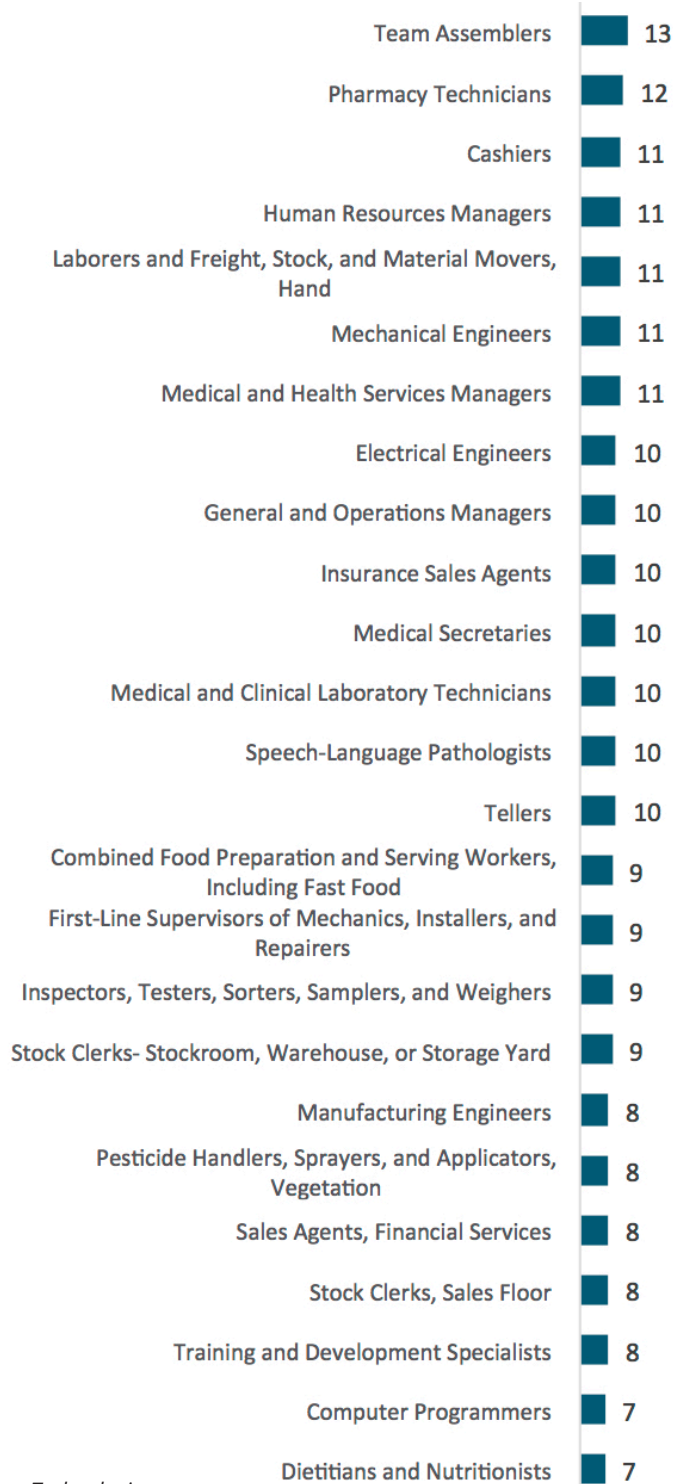 Team Assemblers 13
Pharmacy Technicians 12
Cashiers 11
Human Resources Managers 11
Laborers and Freight, Stock, and Material Movers,
Hand 11
Mechanical Engineers 11
Medical and Health Services Managers 11
Electrical Engineers 10
General and Operations Managers 10
Insurance Sales Agents 10
Medical Secretaries 10
Medical and Clinical Laboratory Technicians 10
Speech-Language Pathologists 10
Tellers 10
Combined Food Preparation and Serving Workers,
Including Fast Food 9
First-Line Supervisors of Mechanics, Installers, and
Repairers 9
Inspectors, Testers, Sorters, Samplers, and Weighers 9
Stock Clerks- Stockroom, Warehouse, or Storage Yard 9
Manufacturing Engineers 8
Pesticide Handlers, Sprayers, and Applicators,
Vegetation 8
Sales Agents, Financial Services 8
Stock Clerks, Sales Floor 8
Training and Development Specialists 8
Computer Programmers 7
Dietitians and Nutritionists 7